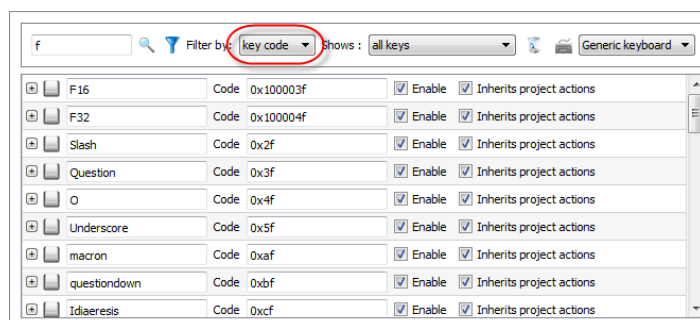 f Filter by: key code Shows : all keys Generic keyboard
F16 Code 0x100003f Enable Inherits project actions
F32 Code 0x100004f Enable Inherits project actions
Slash Code 0x2f Enable Inherits project actions
Question Code 0x3f Enable Inherits project actions
O Code 0x4f Enable Inherits project actions
Underscore Code 0x5f Enable Inherits project actions
macron Code 0xaf Enable Inherits project actions
questiondown Code 0xbf Enable Inherits project actions
Idiaeresis Code 0xcf Enable Inherits project actions